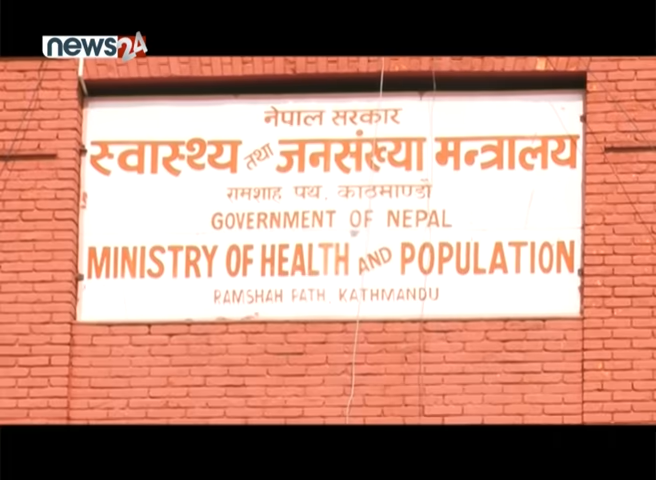 news24
नेपाल सरकार
स्वास्थ्य तथा जनसंख्या मन्त्रालय
रामशाह पथ, काठमाण्डौ
GOVERNMENT OF NEPAL
MINISTRY OF HEALTH AND POPULATION
RAMSHAH PATH, KATHMANDU